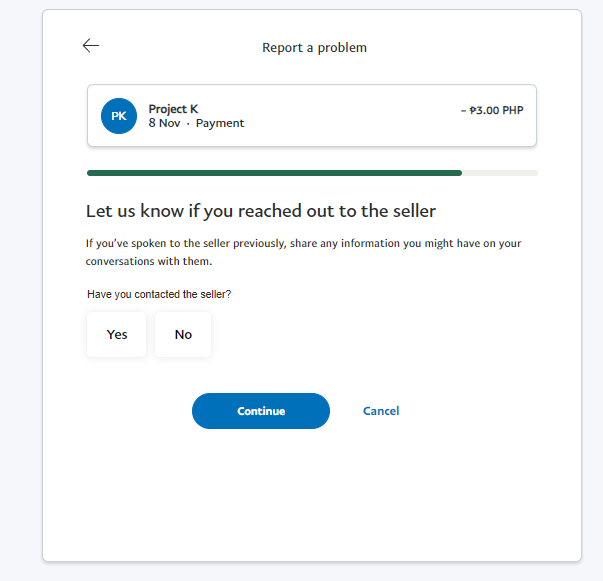 Report a problem
PK
Project K
– ₱3.00 PHP
8 Nov · Payment
Let us know if you reached out to the seller
If you've spoken to the seller previously, share any information you might have on your
conversations with them.
Have you contacted the seller?
Yes
No
Continue
Cancel